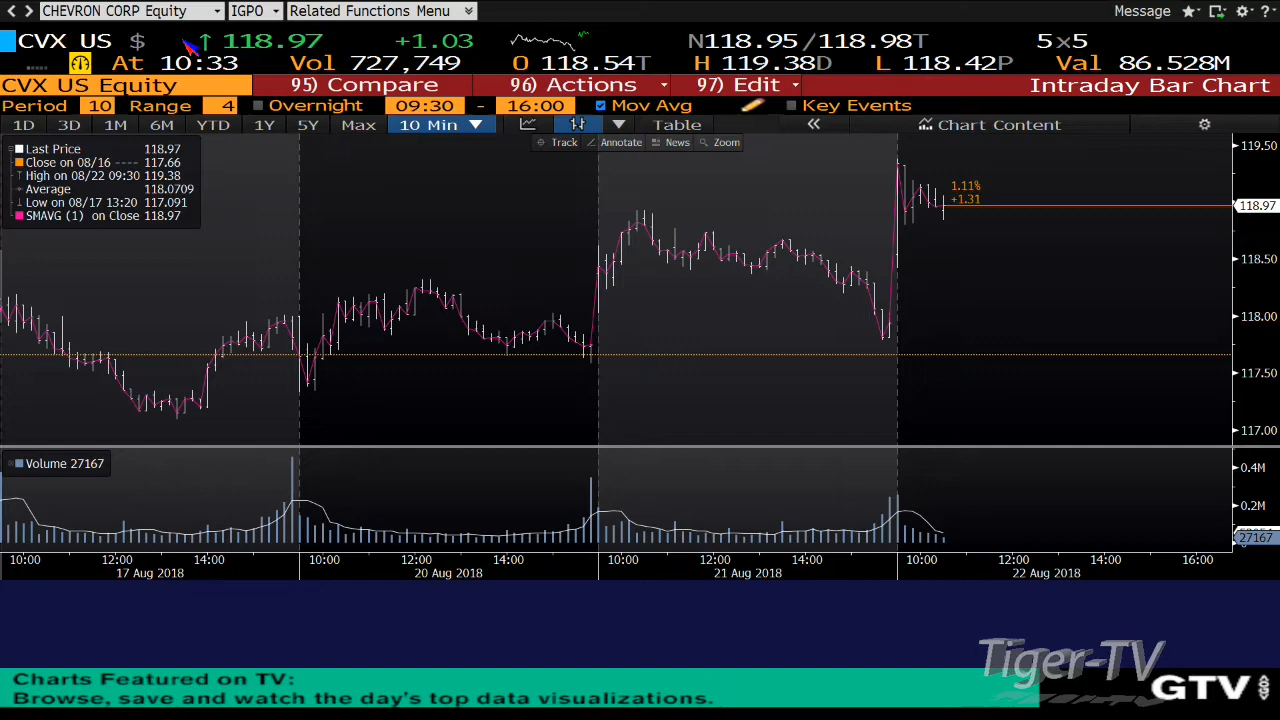 CHEVRON CORP Equity IGPO Related Functions Menu Message
CVX US $ ↑ 118.97 +1.03 N118.95/118.98T 5x5
At 10:33 Vol 727,749 O 118.54T H 119.38D L 118.42P Val 86.528M
CVX US Equity 95) Compare 96) Actions 97) Edit Intraday Bar Chart
Period 10 Range 4 Overnight 09:30 - 16:00 Mov Avg Key Events
1D 3D 1M 6M YTD 1Y 5Y Max 10 Min Table « Chart Content
Track Annotate News Zoom
Last Price 118.97
Close on 08/16 ---- 117.66
High on 08/22 09:30 119.38
Average 118.0709
Low on 08/17 13:20 117.091
SMAVG (1) on Close 118.97
1.11%
+1.31
119.50
118.97
118.50
118.00
117.50
117.00
Volume 27167
0.4M
0.2M
27167
0
10:00 12:00 14:00 10:00 12:00 14:00 10:00 12:00 14:00 10:00 12:00 14:00 16:00
17 Aug 2018 20 Aug 2018 21 Aug 2018 22 Aug 2018
Tiger-TV
Charts Featured on TV:
Browse, save and watch the day's top data visualizations.
GTV